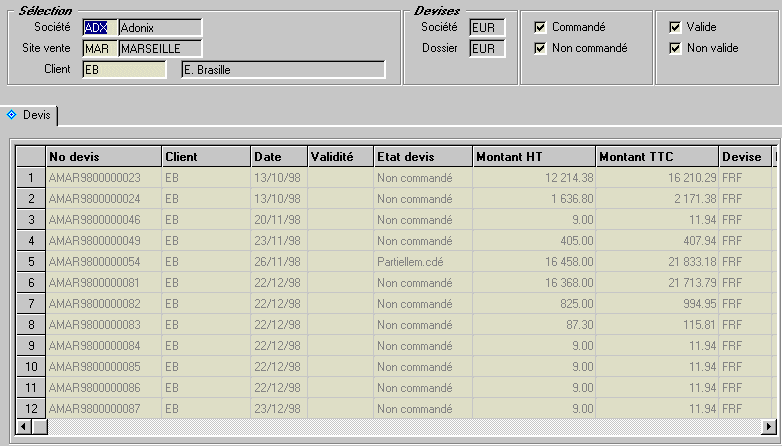 Sélection
Société ADX Adonix
Site vente MAR MARSEILLE
Client EB E. Brasille
Devises
Société EUR
Dossier EUR
Commandé
Non commandé
Valide
Non valide
Devis
No devis Client Date Validité Etat devis Montant HT Montant TTC Devise
1 AMAR9800000023 EB 13/10/98 Non commandé 12 214.38 16 210.29 FRF
2 AMAR9800000024 EB 13/10/98 Non commandé 1 636.80 2 171.38 FRF
3 AMAR9800000046 EB 20/11/98 Non commandé 9.00 11.94 FRF
4 AMAR9800000049 EB 23/11/98 Non commandé 405.00 407.94 FRF
5 AMAR9800000054 EB 26/11/98 Partiellem.cdé 16 458.00 21 833.18 FRF
6 AMAR9800000081 EB 22/12/98 Non commandé 16 368.00 21 713.79 FRF
7 AMAR9800000082 EB 22/12/98 Non commandé 825.00 994.95 FRF
8 AMAR9800000083 EB 22/12/98 Non commandé 87.30 115.81 FRF
9 AMAR9800000084 EB 22/12/98 Non commandé 9.00 11.94 FRF
10 AMAR9800000085 EB 22/12/98 Non commandé 9.00 11.94 FRF
11 AMAR9800000086 EB 22/12/98 Non commandé 9.00 11.94 FRF
12 AMAR9800000087 EB 23/12/98 Non commandé 9.00 11.94 FRF